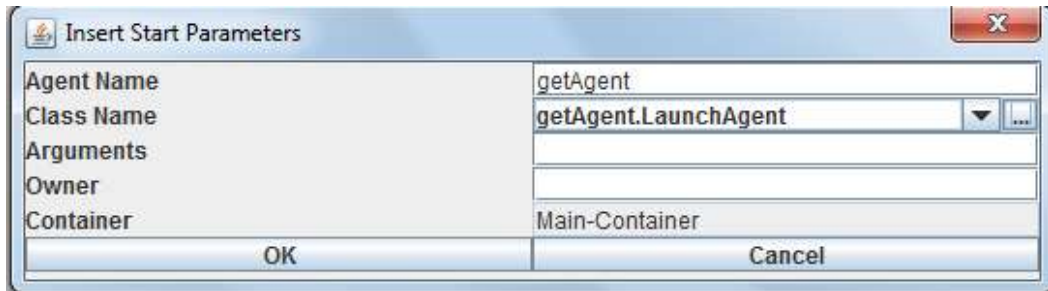 Insert Start Parameters
Agent Name getAgent
Class Name getAgent.LaunchAgent ...
Arguments
Owner
Container Main-Container
OK Cancel